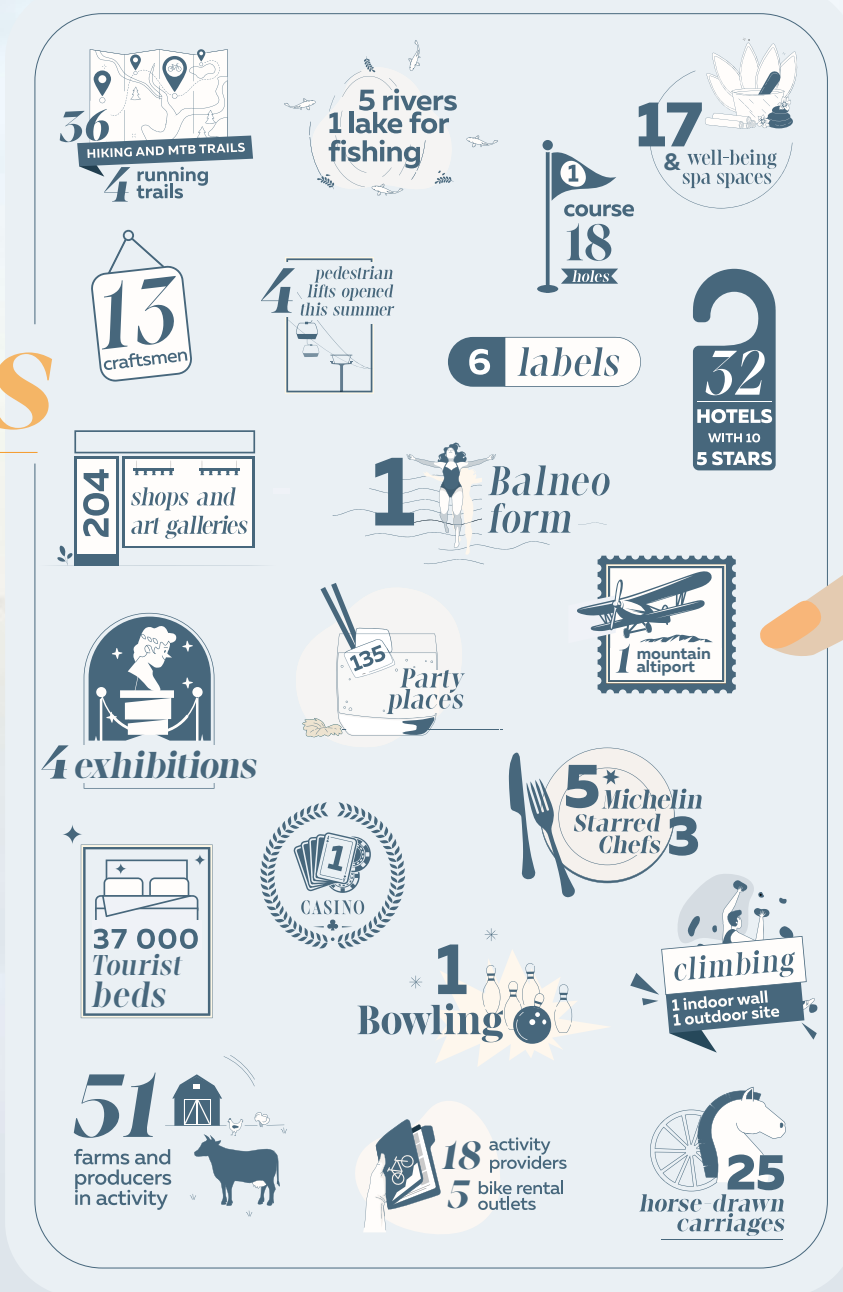 36
HIKING AND MTB TRAILS
4 running
trails
5 rivers
1 lake for
fishing
17
& well-being
spa spaces
1
course
18
holes
13
craftsmen
4 pedestrian
lifts opened
this summer
6 labels
32
HOTELS
WITH 10
5 STARS
S
204
shops and
art galleries
1 Balneo
form
1 mountain
altiport
135
Party
places
4 exhibitions
5 Michelin
Starred
Chefs 3
1
CASINO
37 000
Tourist
beds
1
Bowling
climbing
1 indoor wall
1 outdoor site
51
farms and
producers
in activity
18 activity
providers
5 bike rental
outlets
25
horse-drawn
carriages